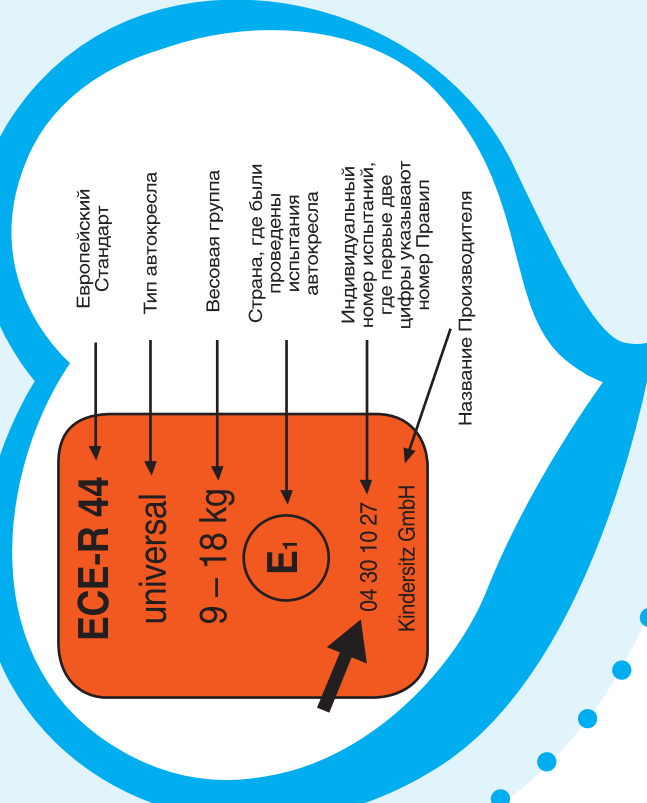 ECE-R 44
universal
9 – 18 kg
E1
04 30 10 27
Kindersitz GmbH
Европейский
Стандарт
Тип автокресла
Весовая группа
Страна, где были
проведены
испытания
автокресла
Индивидуальный
номер испытаний,
где первые две
цифры указывают
номер Правил
Название Производителя